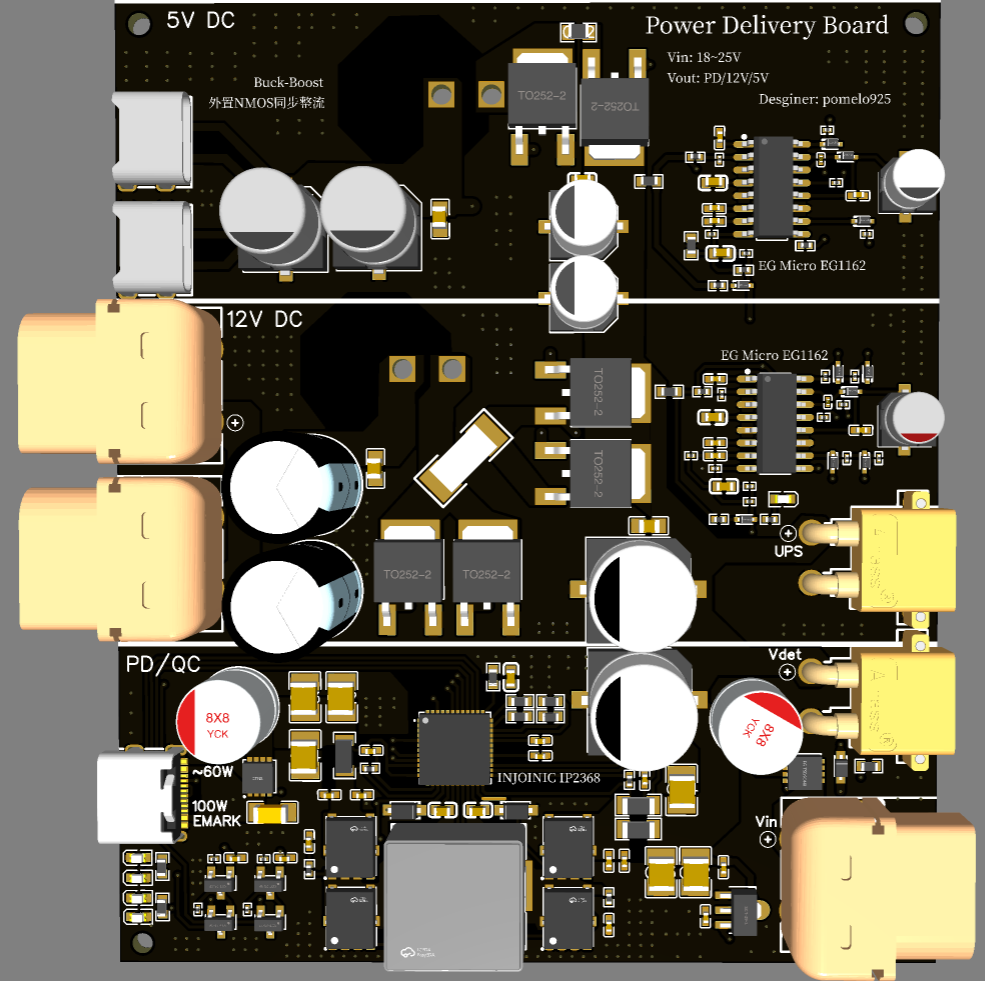 5V DC
Power Delivery Board
Vin: 18~25V
Vout: PD/12V/5V
Desginer: pomelo925
Buck-Boost
外置NMOS同步整流
TO252-2
TO252-2
EG Micro EG1162
12V DC
EG Micro EG1162
TO252-2
TO252-2
UPS
TO252-2
TO252-2
PD/QC
Vdet
8X8
YCK
8X8
YCK
~60W
INJOINIC IP2368
100W
EMARK
Vin